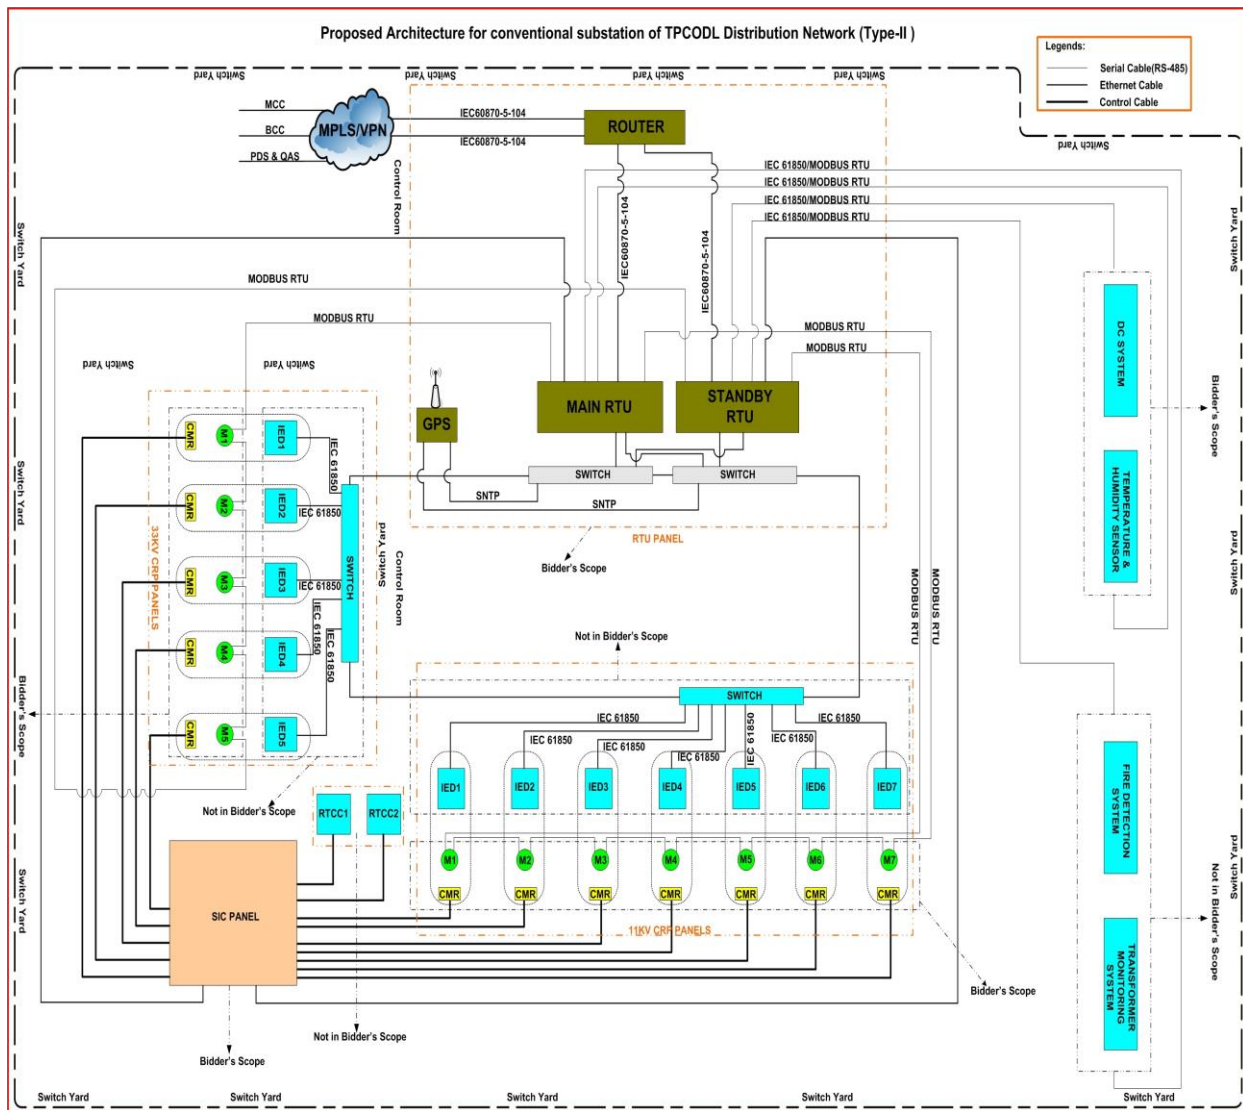 Proposed Architecture for conventional substation of TPCODL Distribution Network (Type-II )
Legends:
Serial Cable(RS-485)
Ethernet Cable
Control Cable
Switch Yard
Switch Yard
Switch Yard
Switch Yard
Switch Yard
MCC
BCC
PDS & QAS
MPLS/VPN
IEC60870-5-104
IEC60870-5-104
ROUTER
Control Room
IEC 61850/MODBUS RTU
IEC 61850/MODBUS RTU
IEC 61850/MODBUS RTU
IEC 61850/MODBUS RTU
IEC60870-5-104
IEC60870-5-104
Switch Yard
Switch Yard
MODBUS RTU
MODBUS RTU
MODBUS RTU
MODBUS RTU
Switch Yard
Switch Yard
GPS
MAIN RTU
STANDBY
RTU
SWITCH
SWITCH
SNTP
SNTP
RTU PANEL
Bidder's Scope
DC SYSTEM
TEMPERATURE &
HUMIDITY SENSOR
Bidder's Scope
Switch Yard
Switch Yard
33KV CRP PANELS
CMR
M1
IED1
IEC 61850
CMR
M2
IED2
IEC 61850
CMR
M3
IED3
IEC 61850
CMR
M4
IED4
IEC 61850
CMR
M5
IED5
IEC 61850
SWITCH
Switch Yard
Control Room
MODBUS RTU
MODBUS RTU
Bidder's Scope
Not in Bidder's Scope
Not in Bidder's Scope
SWITCH
IEC 61850
IEC 61850
IEC 61850
IEC 61850
IEC 61850
IEC 61850
IEC 61850
IED1
IED2
IED3
IED4
IED5
IED6
IED7
M1
M2
M3
M4
M5
M6
M7
CMR
CMR
CMR
CMR
CMR
CMR
CMR
11KV CRP PANELS
Bidder's Scope
RTCC1
RTCC2
Not in Bidder's Scope
SIC PANEL
Bidder's Scope
FIRE DETECTION
SYSTEM
TRANSFORMER
MONITORING
SYSTEM
Not in Bidder's Scope
Switch Yard
Switch Yard
Switch Yard
Switch Yard
Switch Yard
Switch Yard
Switch Yard